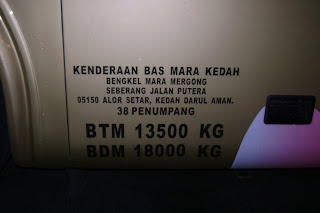 KENDERAAN BAS MARA KEDAH
BENGKEL MARA MERGONG
SEBERANG JALAN PUTERA
05150 ALOR SETAR, KEDAH DARUL AMAN.
38 PENUMPANG
BTM 13500 KG
BDM 18000 KG